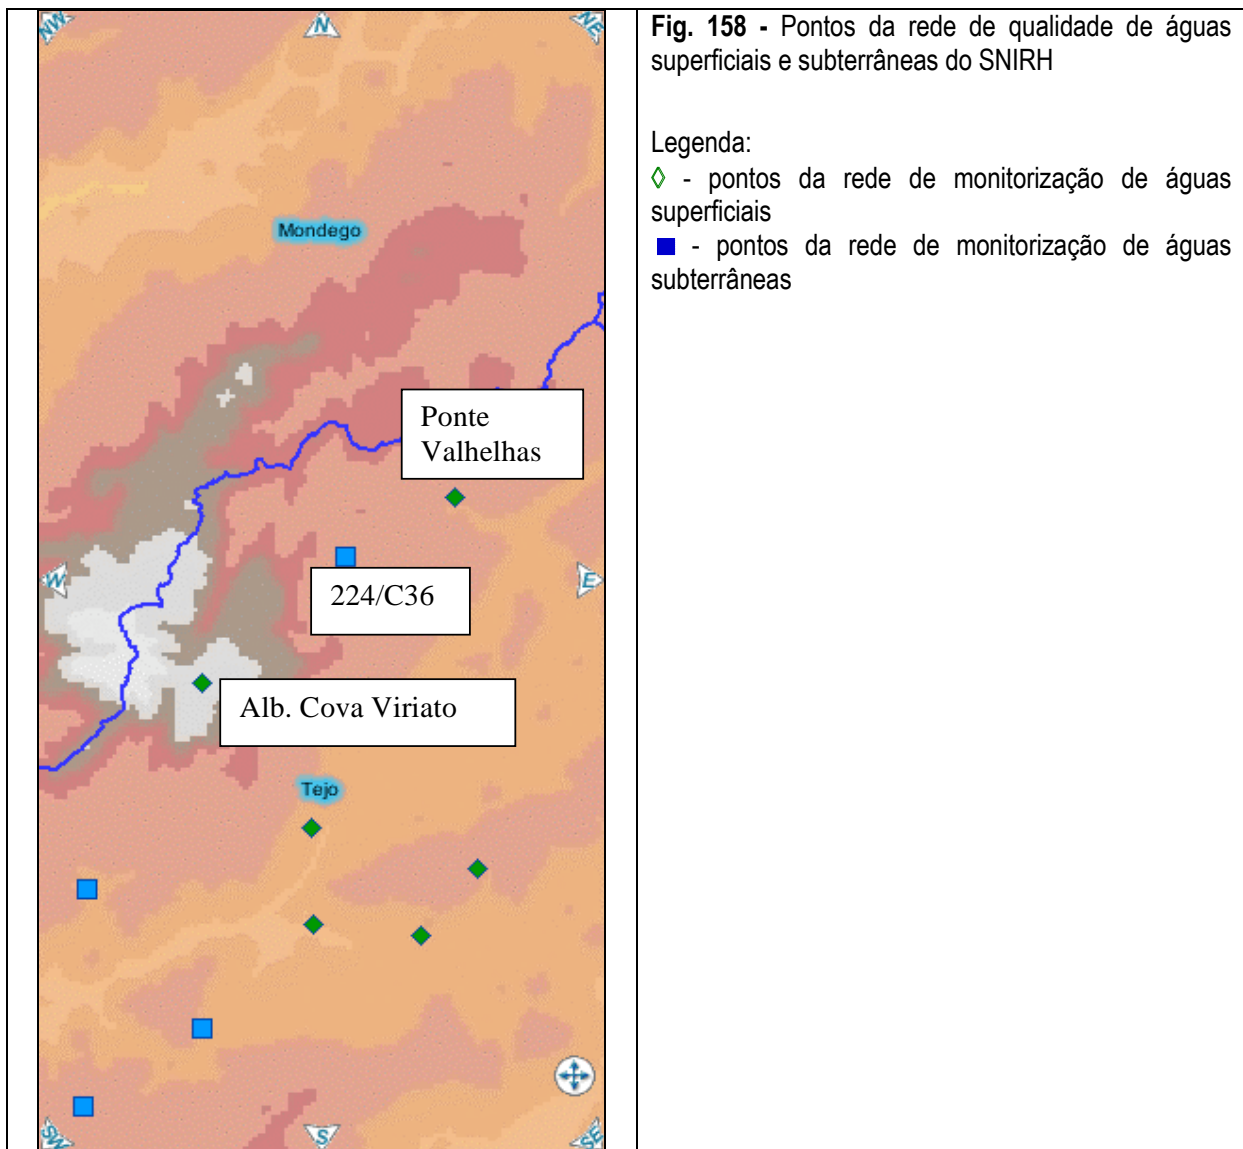 NW
N
NE
Mondego
Ponte
Valhelhas
W
E
224/C36
Alb. Cova Viriato
Tejo
SW
S
SE
Fig. 158 - Pontos da rede de qualidade de águas
superficiais e subterrâneas do SNIRH
Legenda:
◊ - pontos da rede de monitorização de águas
superficiais
■ - pontos da rede de monitorização de águas
subterrâneas